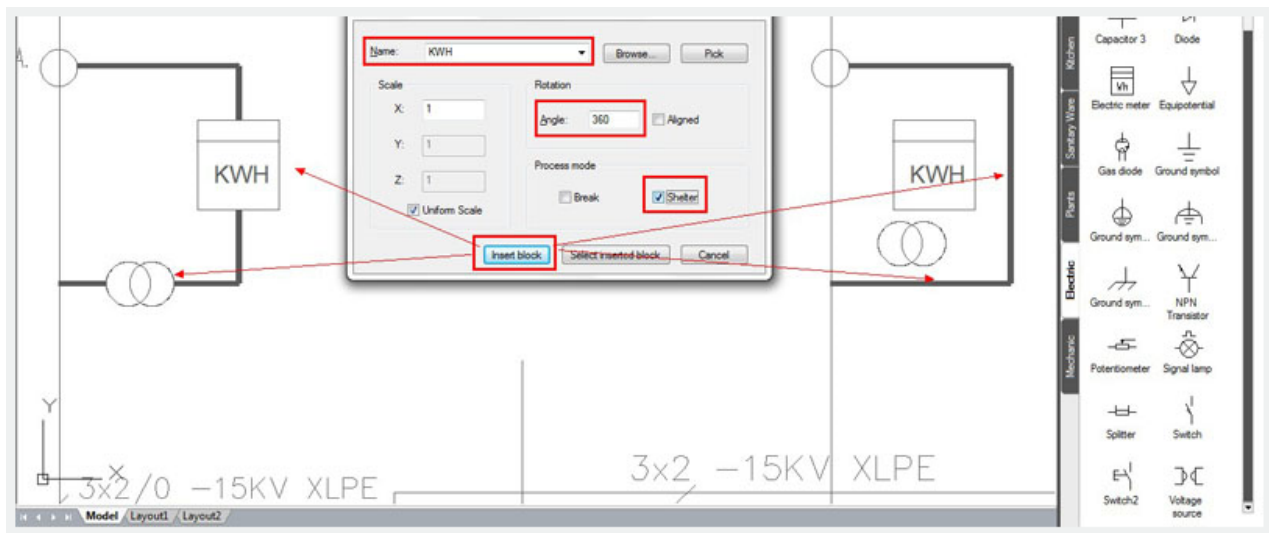 Name: KWH Browse... Pick
Scale
X: 1
Y: 1
Z: 1
Uniform Scale
Rotation
Angle: 360 Aligned
Process mode
Break Shelter
Insert block Select inserted block Cancel
KWH
KWH
3x2/0 -15KV XLPE
3x2 -15KV XLPE
Y
X
Model Layout1 Layout2
Kitchen
Sanitary Ware
Plants
Electric
Mechanic
Capacitor 3 Diode
Wh
Electric meter Equipotential
Gas diode Ground symbol
Ground sym... Ground sym...
Ground sym... NPN
Transistor
Potentiometer Signal lamp
Splitter Switch
Switch2 Voltage
source